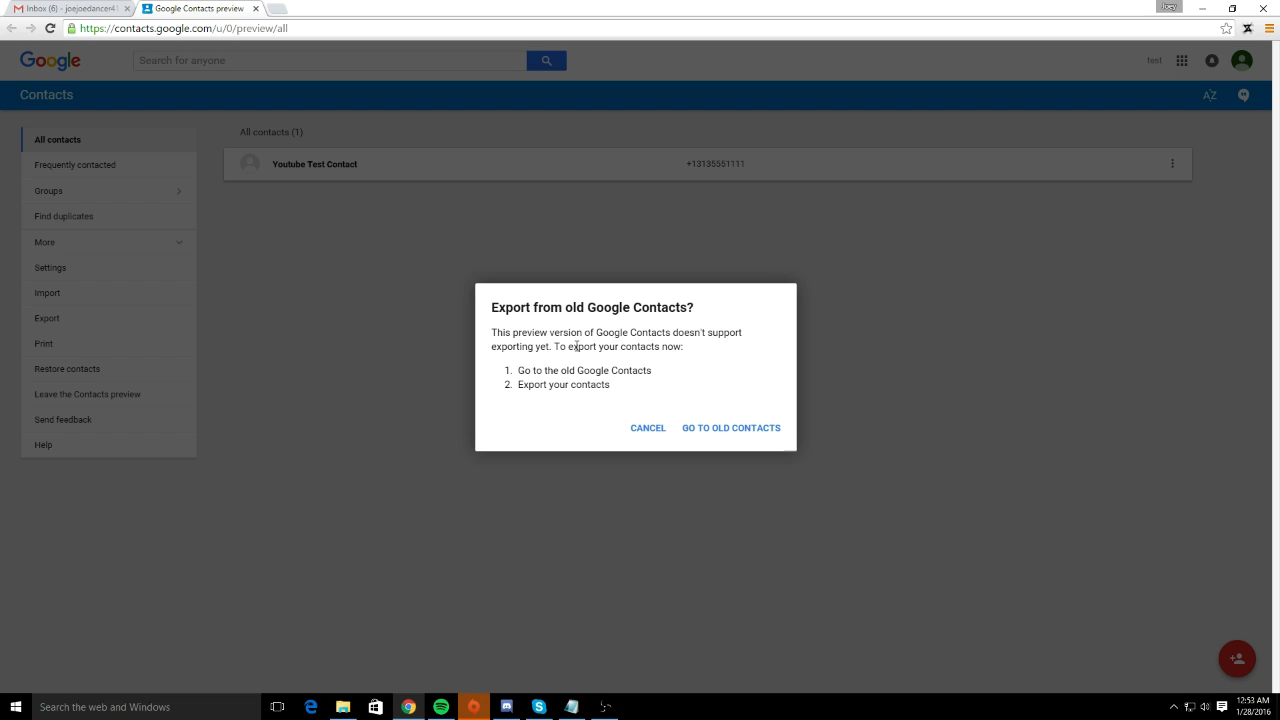 Inbox (6) - joejoedancer41
Google Contacts preview
Joey
https://contacts.google.com/u/0/preview/all
Google
Search for anyone
test
Contacts
AZ
All contacts
Frequently contacted
Groups
Find duplicates
More
Settings
Import
Export
Print
Restore contacts
Leave the Contacts preview
Send feedback
Help
All contacts (1)
Youtube Test Contact
+13135551111
Export from old Google Contacts?
This preview version of Google Contacts doesn't support
exporting yet. To export your contacts now:
1. Go to the old Google Contacts
2. Export your contacts
CANCEL
GO TO OLD CONTACTS
Search the web and Windows
12:53 AM
1/28/2016